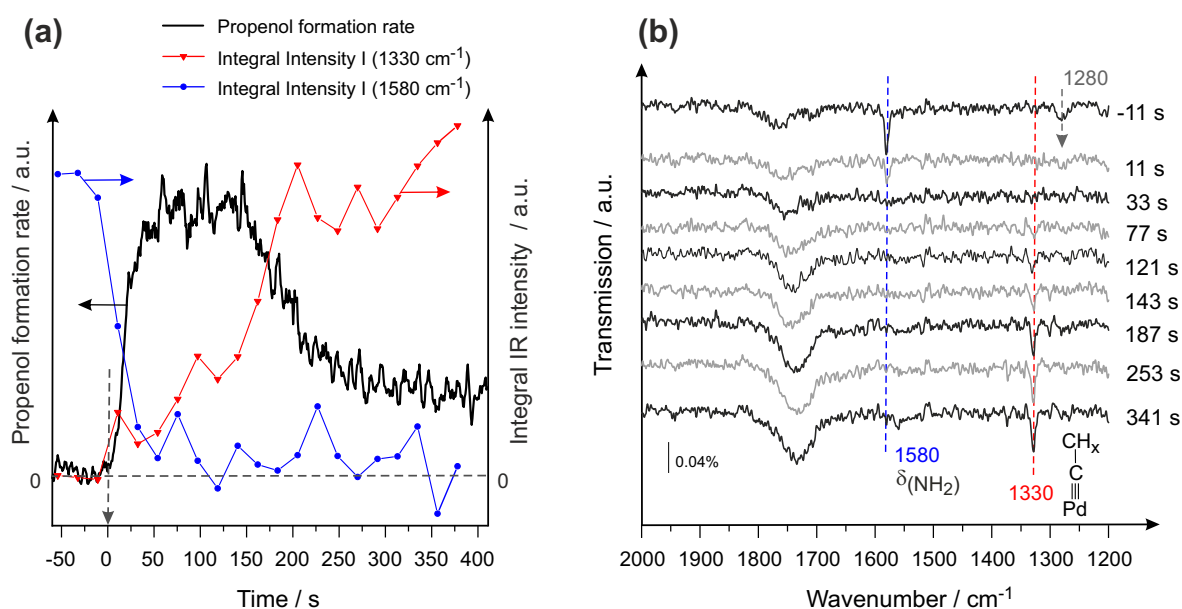 (a)
Propenol formation rate
Integral Intensity I (1330 cm⁻¹)
Integral Intensity I (1580 cm⁻¹)
Propenol formation rate / a.u.
0
Integral IR intensity / a.u.
0
-50 0 50 100 150 200 250 300 350 400
Time / s
(b)
Transmission / a.u.
1280
-11 s
11 s
33 s
77 s
121 s
143 s
187 s
253 s
341 s
0.04%
1580
δ(NH₂)
1330
CHₓ
C
Pd
2000 1900 1800 1700 1600 1500 1400 1300 1200
Wavenumber / cm⁻¹